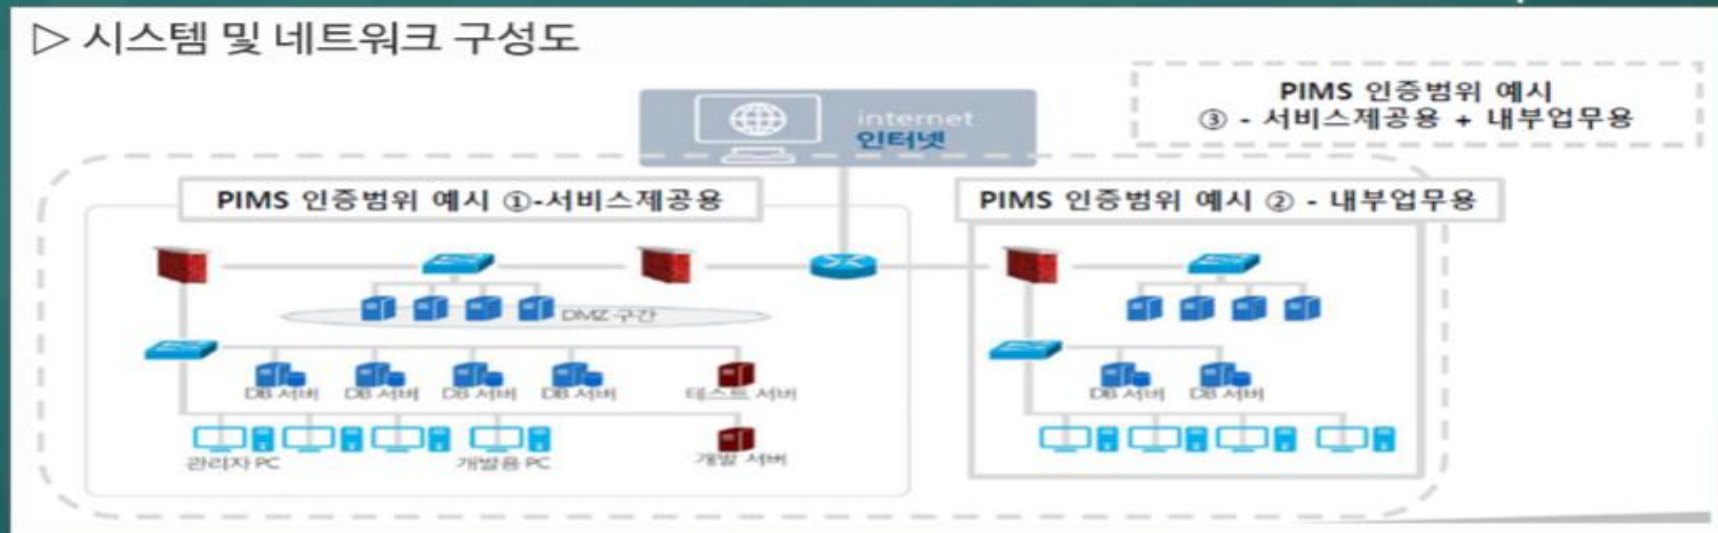 ▷ 시스템 및 네트워크 구성도
PIMS 인증범위 예시
③ - 서비스제공용 + 내부업무용
internet
인터넷
PIMS 인증범위 예시 ①-서비스제공용
PIMS 인증범위 예시 ② - 내부업무용
DMZ 구간
DB 서버
DB 서버
DB 서버
DB 서버
테스트 서버
DB 서버
DB 서버
관리자 PC
개발용 PC
개발 서버